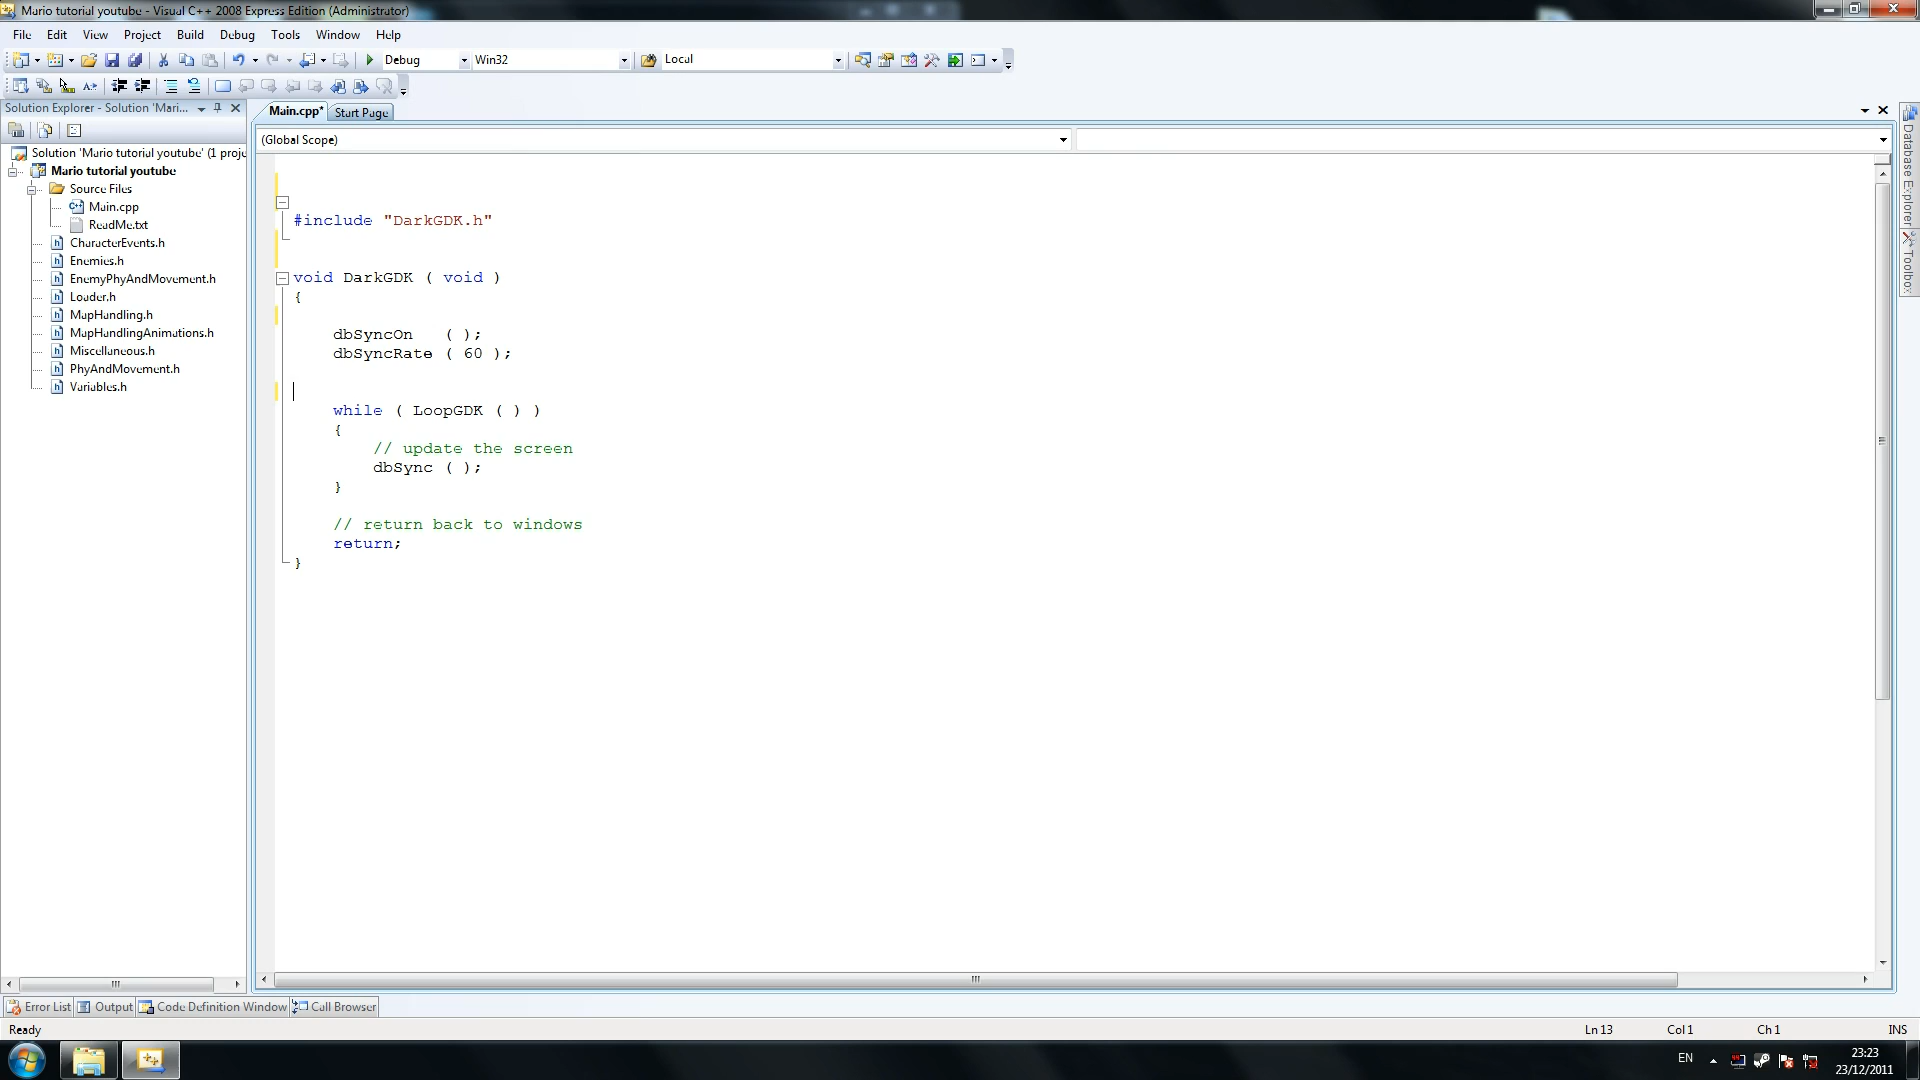 Mario tutorial youtube - Visual C++ 2008 Express Edition (Administrator)
File Edit View Project Build Debug Tools Window Help
Debug Win32 Local
Solution Explorer - Solution 'Mari...
Main.cpp* Start Page
(Global Scope)
Solution 'Mario tutorial youtube' (1 proje
Mario tutorial youtube
Source Files
Main.cpp
ReadMe.txt
CharacterEvents.h
Enemies.h
EnemyPhyAndMovement.h
Loader.h
MapHandling.h
MapHandlingAnimations.h
Miscellaneous.h
PhyAndMovement.h
Variables.h
#include "DarkGDK.h"
void DarkGDK ( void )
{
dbSyncOn ( );
dbSyncRate ( 60 );
while ( LoopGDK ( ) )
{
// update the screen
dbSync ( );
}
// return back to windows
return;
}
Database Explorer
Toolbox
Error List Output Code Definition Window Call Browser
Ready Ln 13 Col 1 Ch 1 INS
EN 23:23
23/12/2011